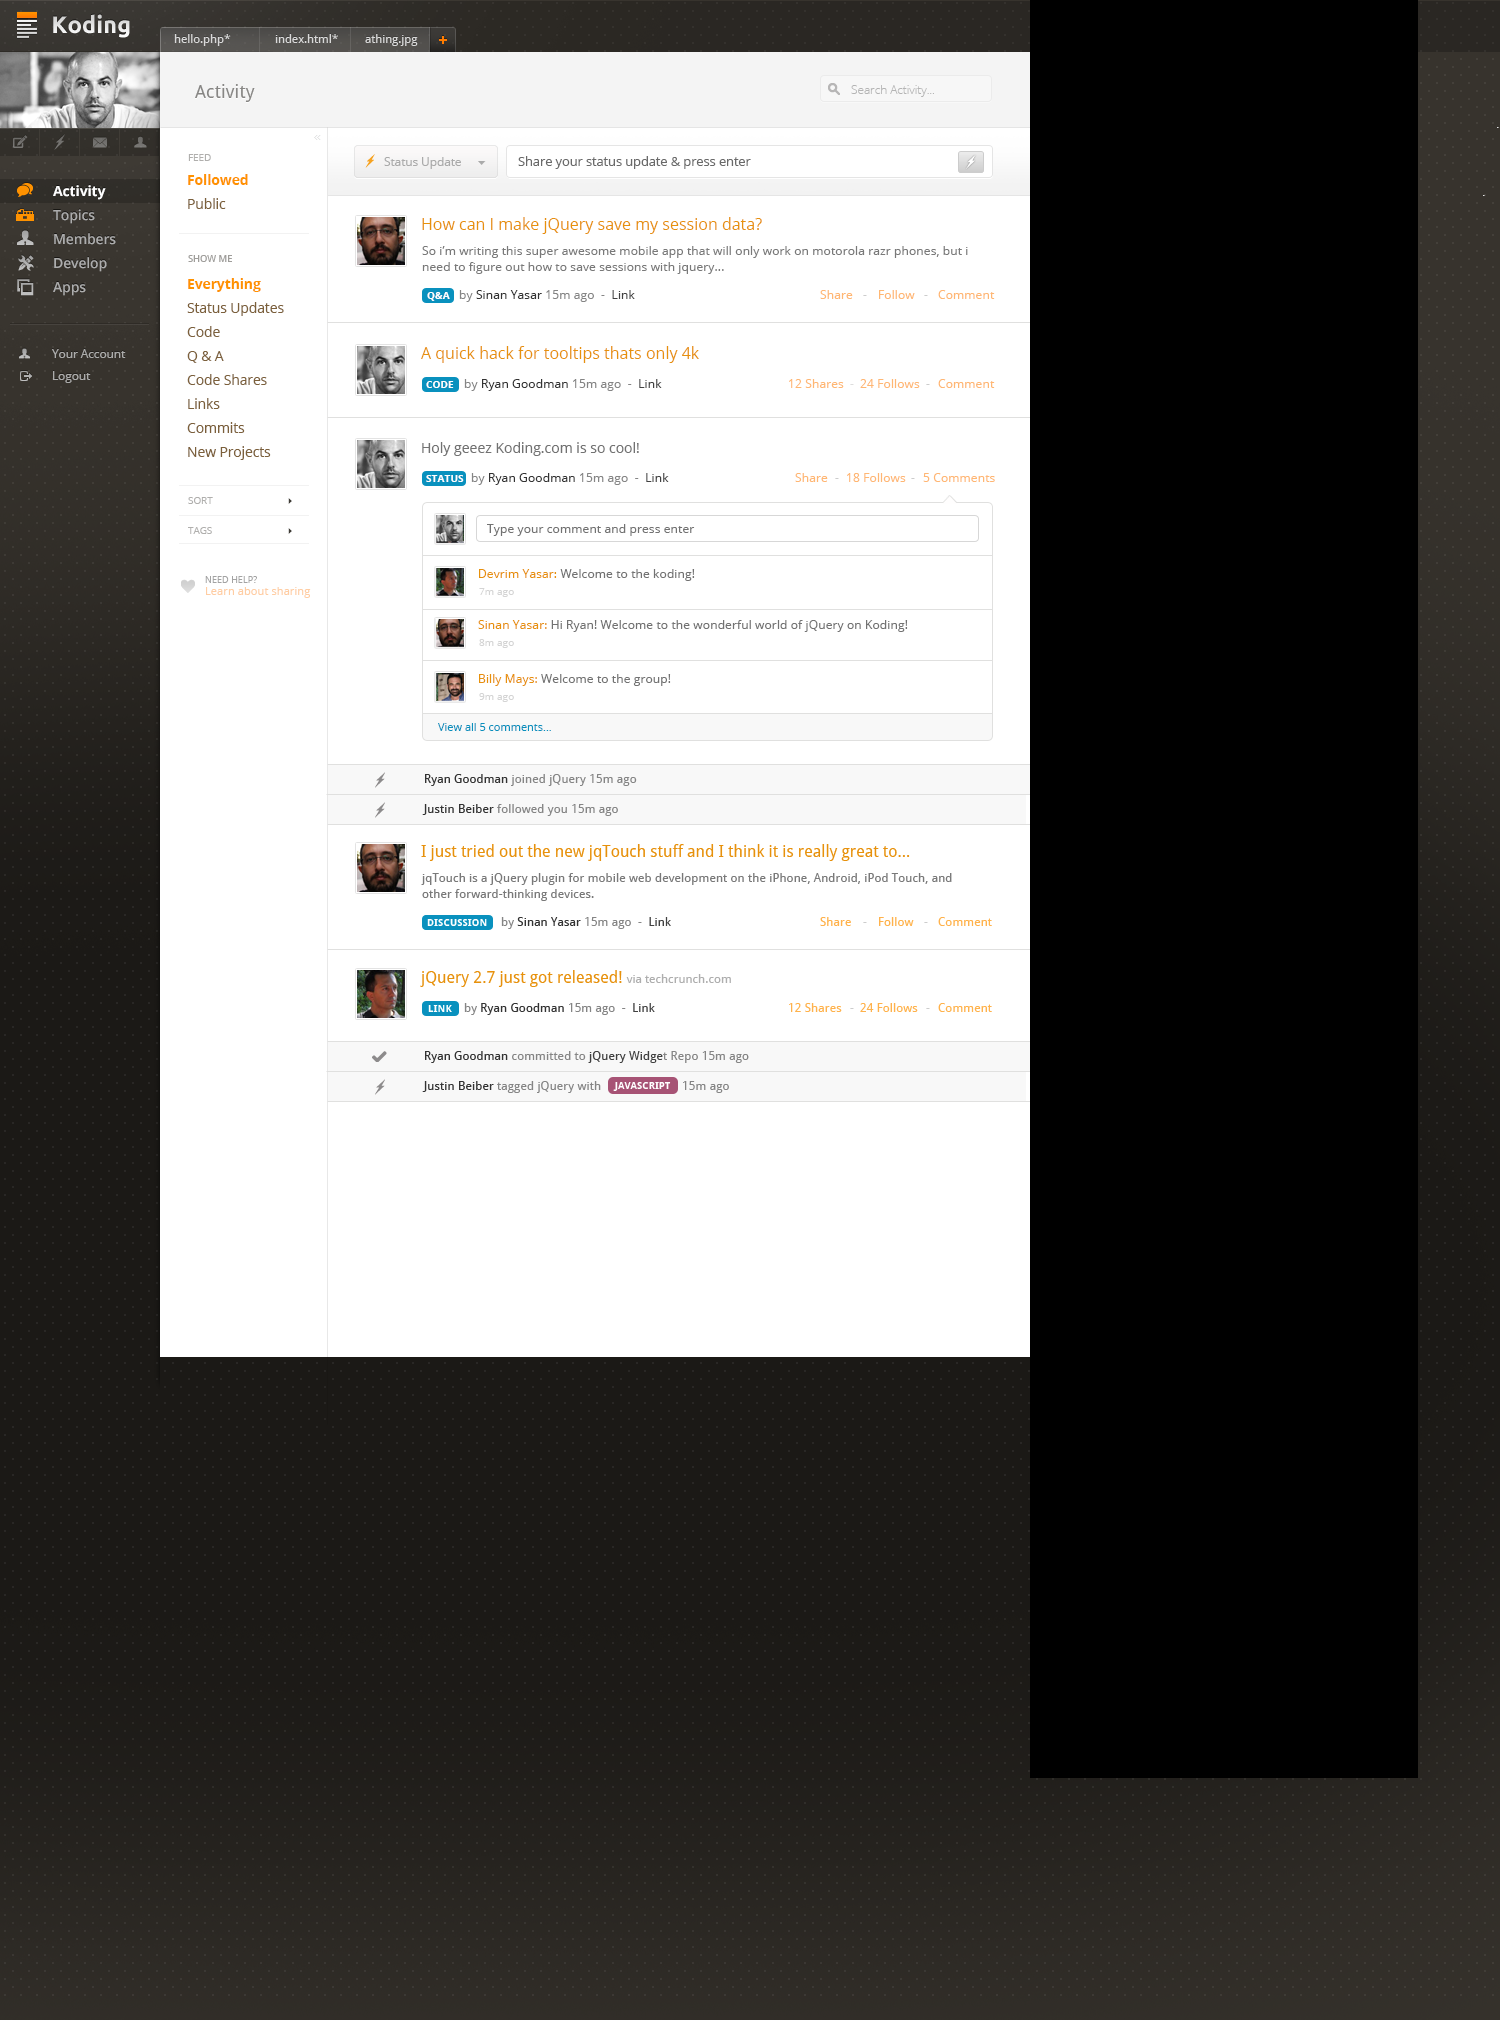 Koding
hello.php*
index.html*
athing.jpg
Activity
Search Activity...
Activity
Topics
Members
Develop
Apps
Your Account
Logout
«
FEED
Followed
Public
SHOW ME
Everything
Status Updates
Code
Q & A
Code Shares
Links
Commits
New Projects
SORT
TAGS
NEED HELP?
Learn about sharing
Status Update
Share your status update & press enter
How can I make jQuery save my session data?
So i'm writing this super awesome mobile app that will only work on motorola razr phones, but i
need to figure out how to save sessions with jquery...
Q&A by Sinan Yasar 15m ago - Link Share - Follow - Comment
A quick hack for tooltips thats only 4k
CODE by Ryan Goodman 15m ago - Link 12 Shares - 24 Follows - Comment
Holy geeez Koding.com is so cool!
STATUS by Ryan Goodman 15m ago - Link Share - 18 Follows - 5 Comments
Type your comment and press enter
Devrim Yasar: Welcome to the koding!
7m ago
Sinan Yasar: Hi Ryan! Welcome to the wonderful world of jQuery on Koding!
8m ago
Billy Mays: Welcome to the group!
9m ago
View all 5 comments...
Ryan Goodman joined jQuery 15m ago
Justin Beiber followed you 15m ago
I just tried out the new jqTouch stuff and I think it is really great to...
jqTouch is a jQuery plugin for mobile web development on the iPhone, Android, iPod Touch, and
other forward-thinking devices.
DISCUSSION by Sinan Yasar 15m ago - Link Share - Follow - Comment
jQuery 2.7 just got released! via techcrunch.com
LINK by Ryan Goodman 15m ago - Link 12 Shares - 24 Follows - Comment
Ryan Goodman committed to jQuery Widget Repo 15m ago
Justin Beiber tagged jQuery with JAVASCRIPT 15m ago